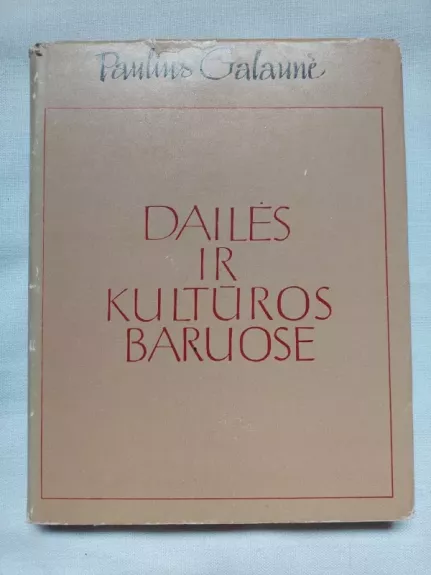 Paulius Galaunė
DAILĖS
IR
KULTŪROS
BARUOSE